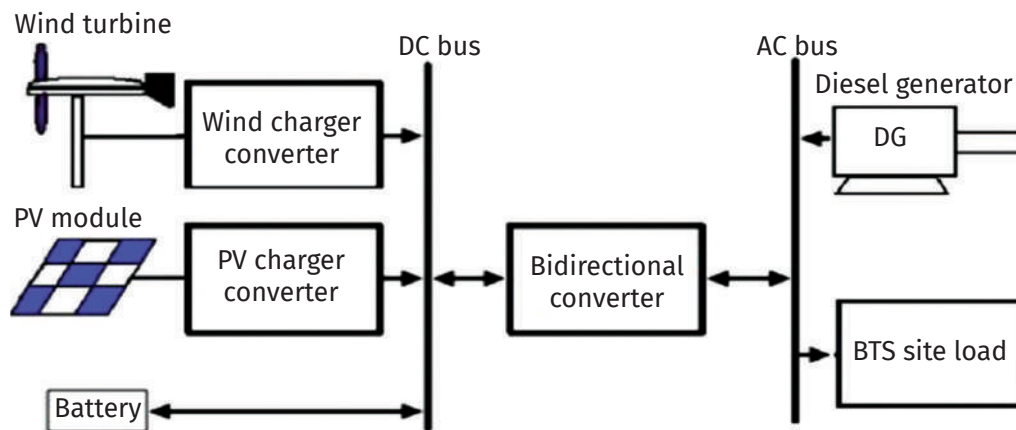 Wind turbine
DC bus
AC bus
Diesel generator
Wind charger
converter
DG
PV module
PV charger
converter
Bidirectional
converter
BTS site load
Battery